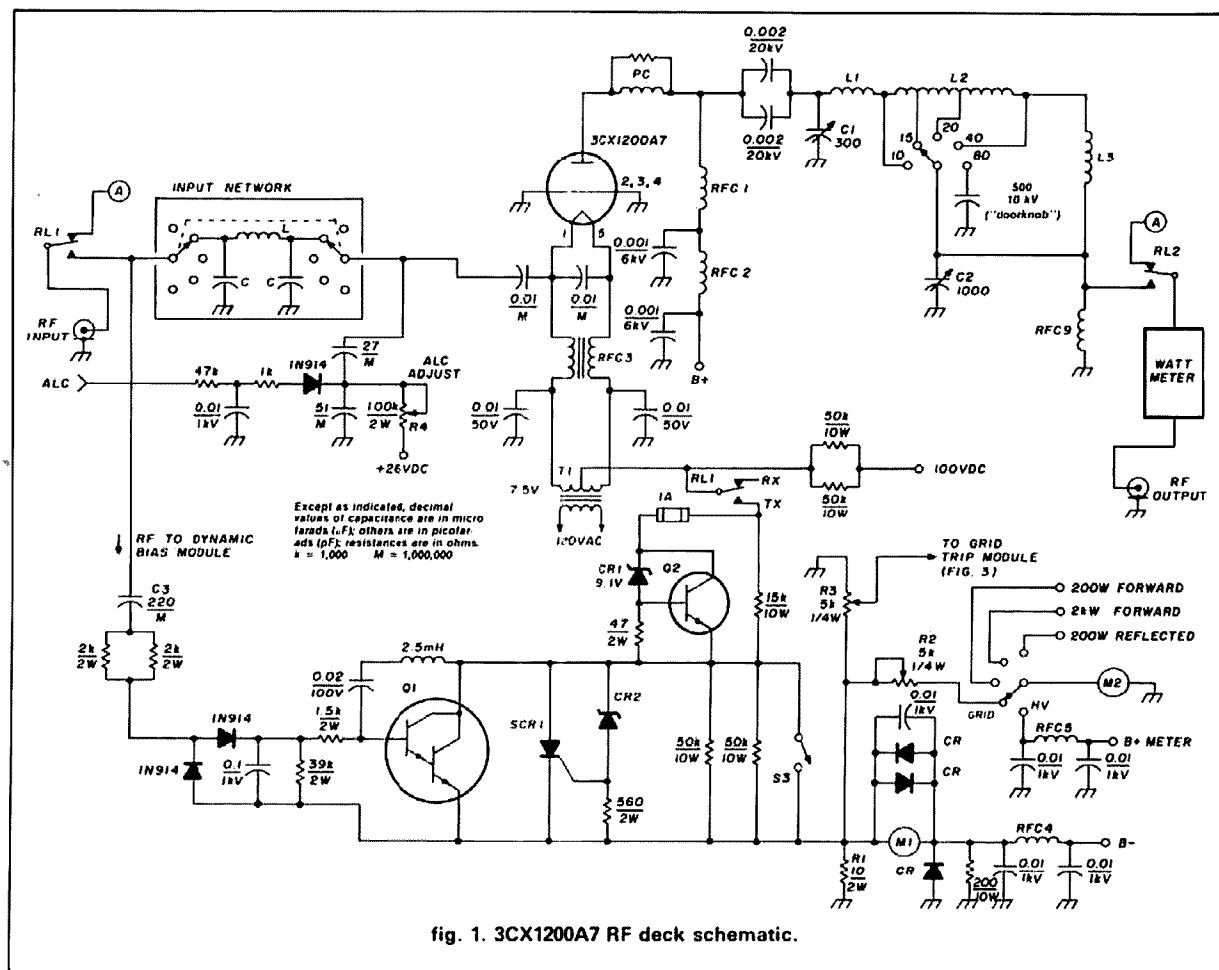 0.002
20kV
PC
0.002
20kV
L1
L2
C1
300
15
20
40
10
80
500
10 kV
("doorknob")
L3
3CX1200A7
2, 3, 4
1
5
RFC 1
0.001
6kV
RFC 2
0.001
6kV
B+
INPUT NETWORK
A
RL1
L
C
C
RF
INPUT
0.01
M
0.01
M
A
RL2
C2
1000
RFC9
WATT
METER
RF
OUTPUT
ALC
47k
1k
1N914
27
M
ALC
ADJUST
0.01
1kV
51
M
100k
2W
R4
+26VDC
RFC3
0.01
50V
0.01
50V
T1
7.5V
120VAC
50k
10W
50k
10W
100VDC
RL1
RX
TX
1A
Except as indicated, decimal
values of capacitance are in micro
farads (µF); others are in picofar-
ads (pF); resistances are in ohms.
k = 1,000 M = 1,000,000
RF TO DYNAMIC
BIAS MODULE
C3
220
M
2k
2W
2k
2W
CR1
9.1V
Q2
47
2W
15k
10W
TO GRID
TRIP MODULE
(FIG. 3)
R3
5k
1/4W
R2
5k
1/4W
200W FORWARD
2kW FORWARD
200W REFLECTED
M2
GRID
HV
RFC5
B+ METER
0.01
1kV
0.01
1kV
0.01
1kV
CR
CR
2.5mH
0.02
100V
1.5k
2W
Q1
1N914
1N914
0.1
1kV
39k
2W
SCR1
CR2
560
2W
50k
10W
50k
10W
S3
M1
RFC4
B-
R1
10
2W
CR
200
10W
0.01
1kV
0.01
1kV
fig. 1. 3CX1200A7 RF deck schematic.